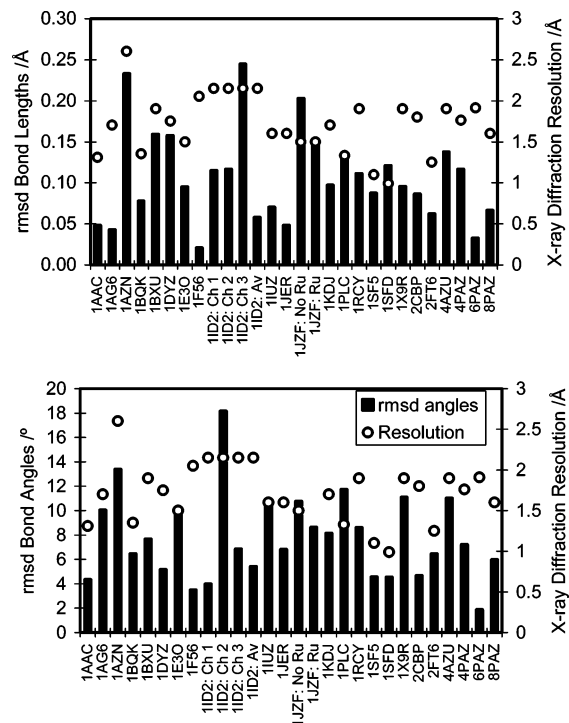 rmsd Bond Lengths /Å
0.30
0.25
0.20
0.15
0.10
0.05
0.00
3
2.5
2
1.5
1
0.5
0
X-ray Diffraction Resolution /Å
1AAC
1AG6
1AZN
1BQK
1BXU
1DYZ
1E3O
1F56
1ID2: Ch 1
1ID2: Ch 2
1ID2: Ch 3
1ID2: Av
1IUZ
1JER
1JZF: No Ru
1JZF: Ru
1KDJ
1PLC
1RCY
1SF5
1SFD
1X9R
2CBP
2FT6
4AZU
4PAZ
6PAZ
8PAZ
rmsd Bond Angles /º
20
18
16
14
12
10
8
6
4
2
0
rmsd angles
Resolution
3
2.5
2
1.5
1
0.5
0
X-ray Diffraction Resolution /Å
1AAC
1AG6
1AZN
1BQK
1BXU
1DYZ
1E3O
1F56
1ID2: Ch 1
1ID2: Ch 2
1ID2: Ch 3
1ID2: Av
1IUZ
1JER
1JZF: No Ru
1JZF: Ru
1KDJ
1PLC
1RCY
1SF5
1SFD
1X9R
2CBP
2FT6
4AZU
4PAZ
6PAZ
8PAZ